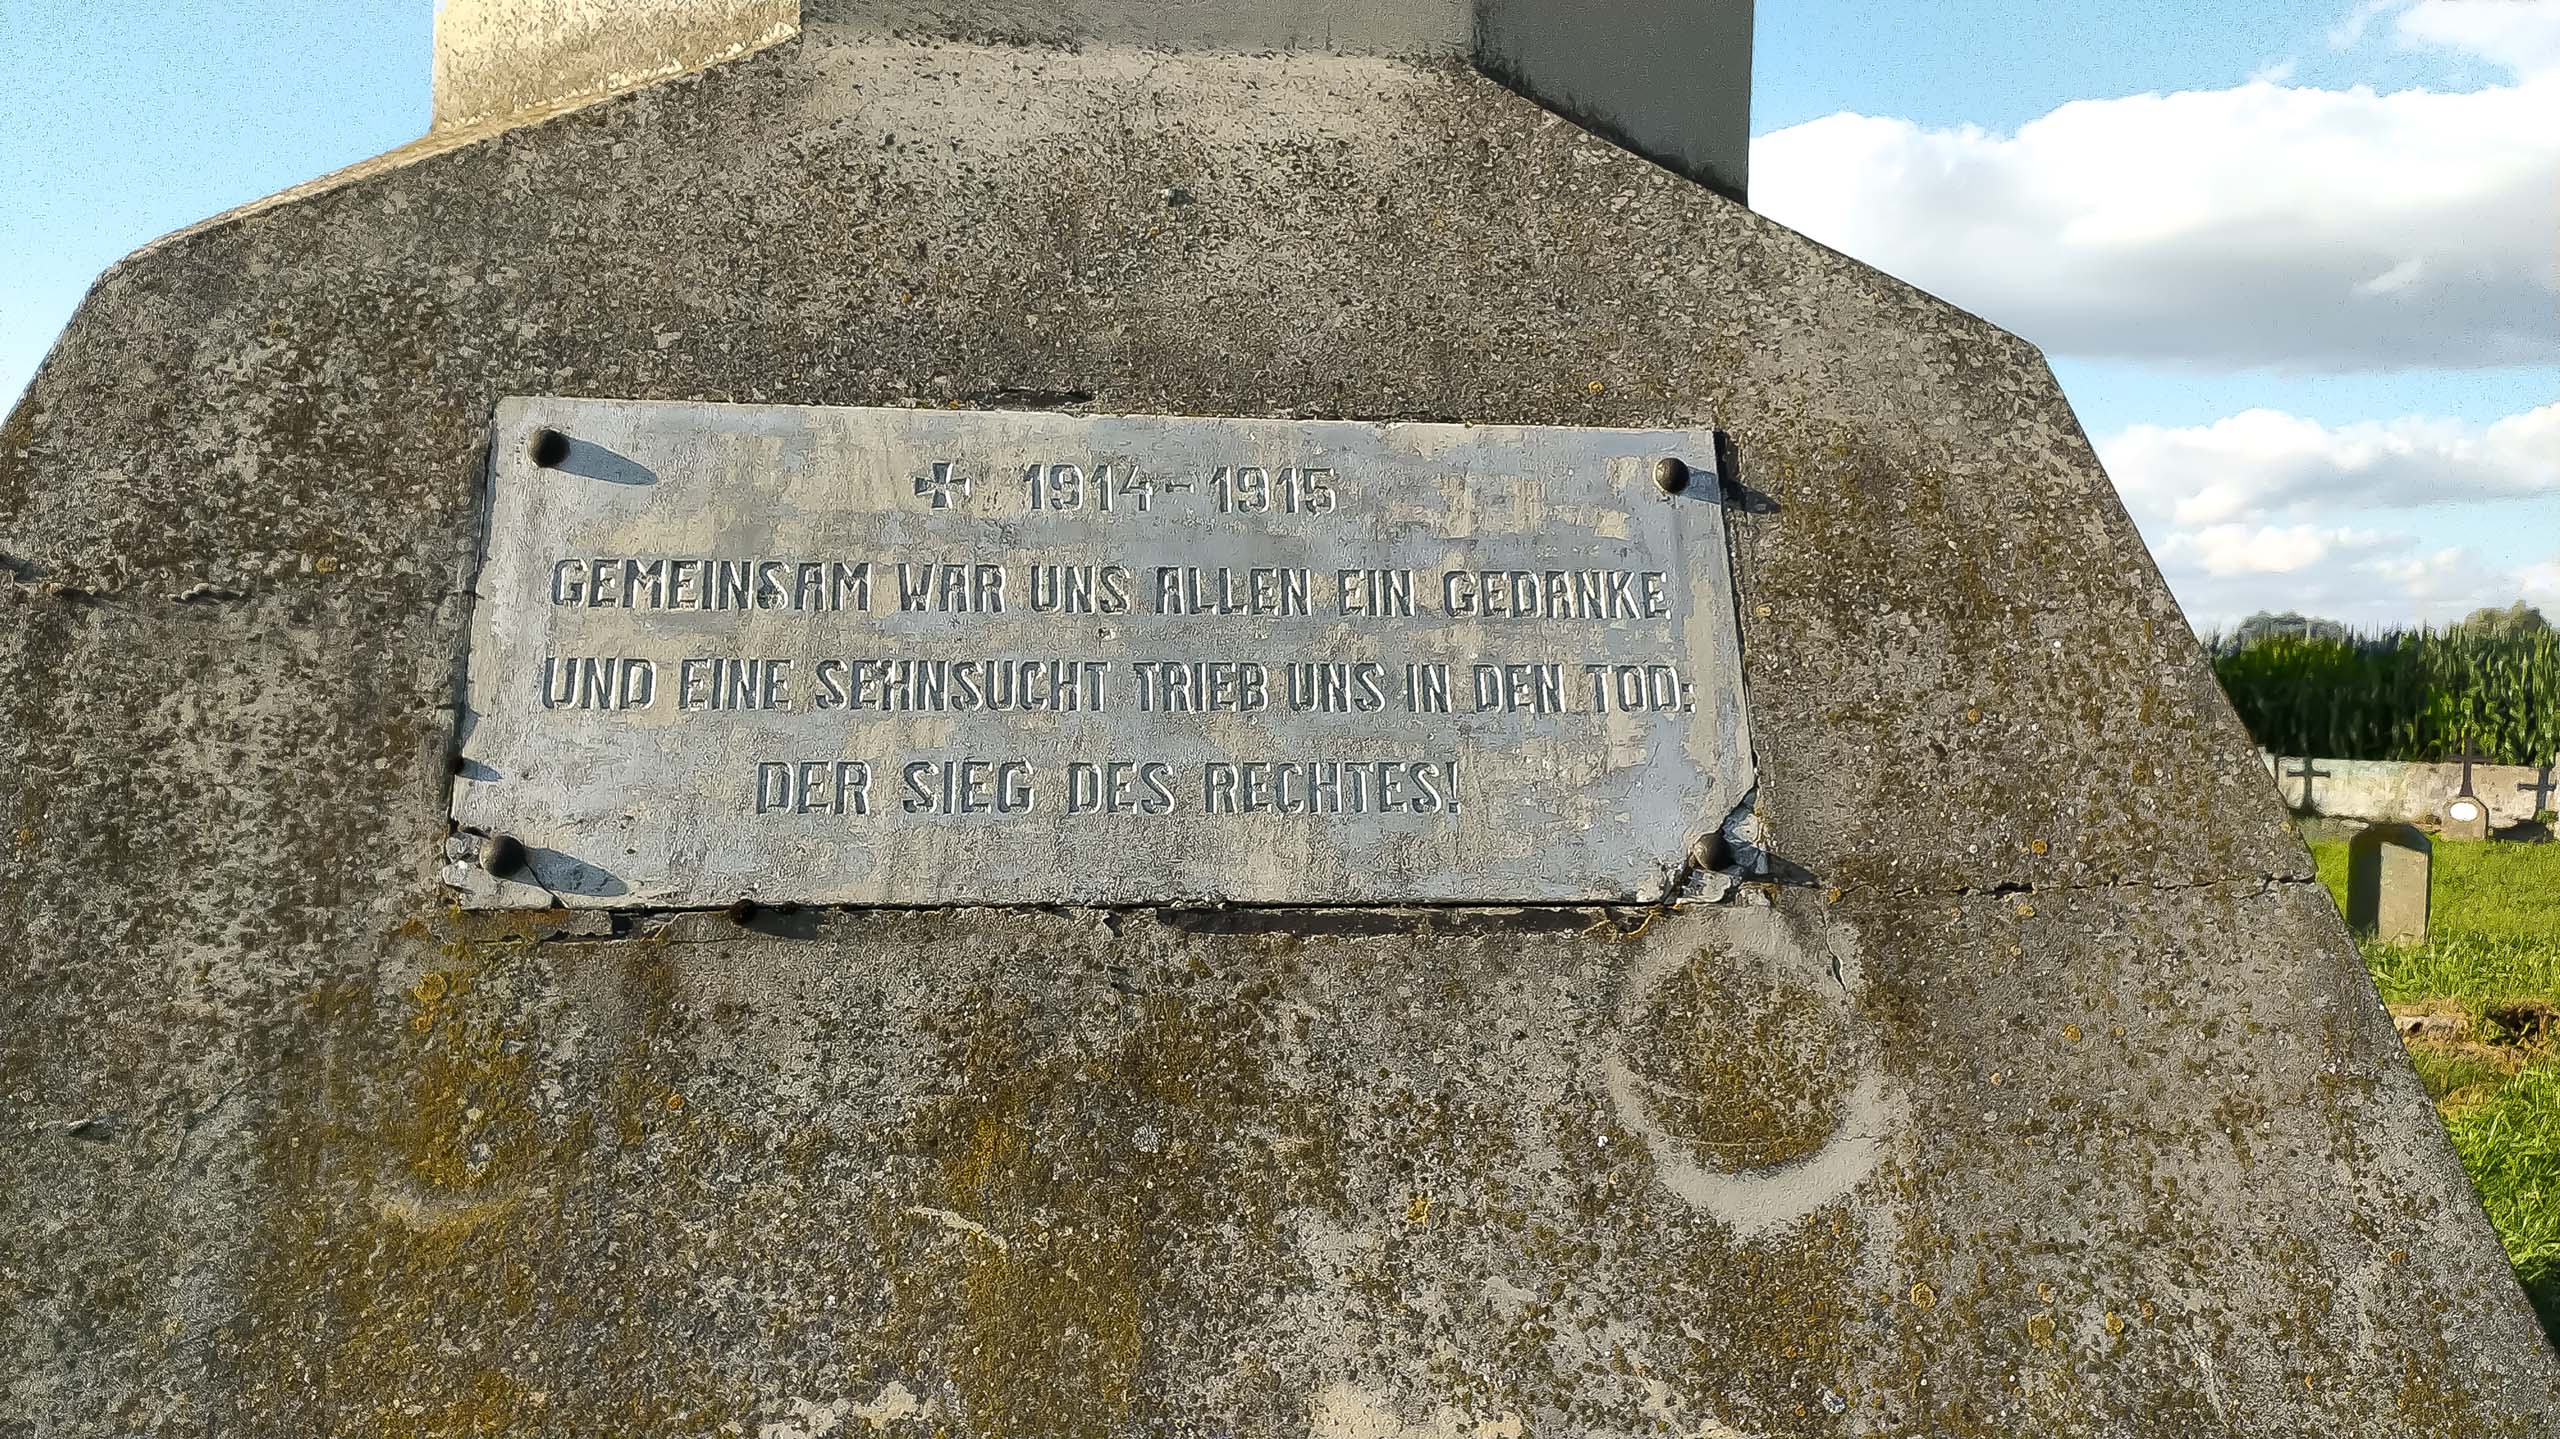 ✠ 1914-1915
GEMEINSAM WAR UNS ALLEN EIN GEDANKE
UND EINE SEHNSUCHT TRIEB UNS IN DEN TOD:
DER SIEG DES RECHTES!